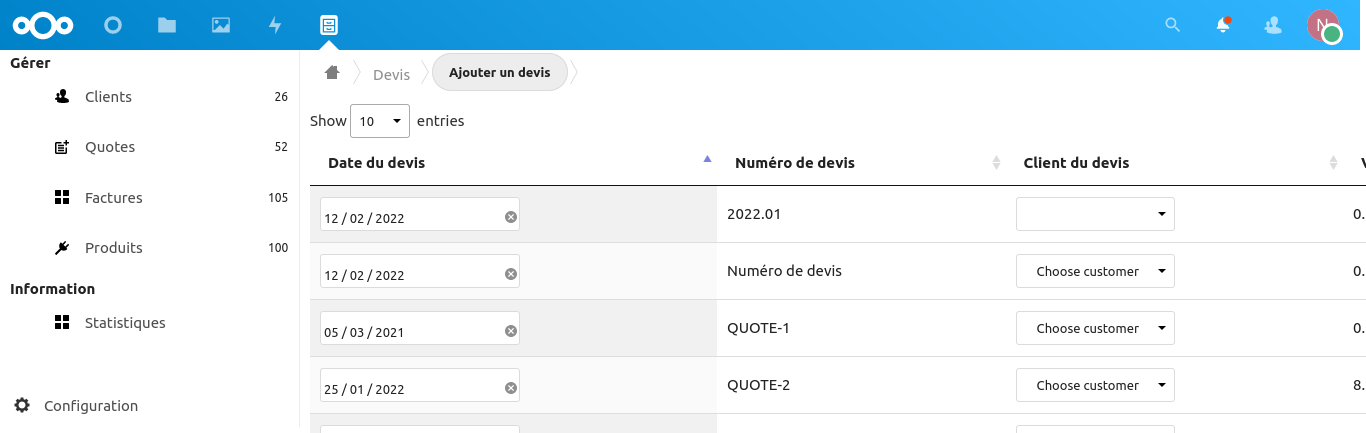 N
Gérer
Clients 26
Quotes 52
Factures 105
Produits 100
Information
Statistiques
Configuration
Devis Ajouter un devis
Show 10 entries
Date du devis Numéro de devis Client du devis V
12 / 02 / 2022 2022.01 0.
12 / 02 / 2022 Numéro de devis Choose customer 0.
05 / 03 / 2021 QUOTE-1 Choose customer 0.
25 / 01 / 2022 QUOTE-2 Choose customer 8.